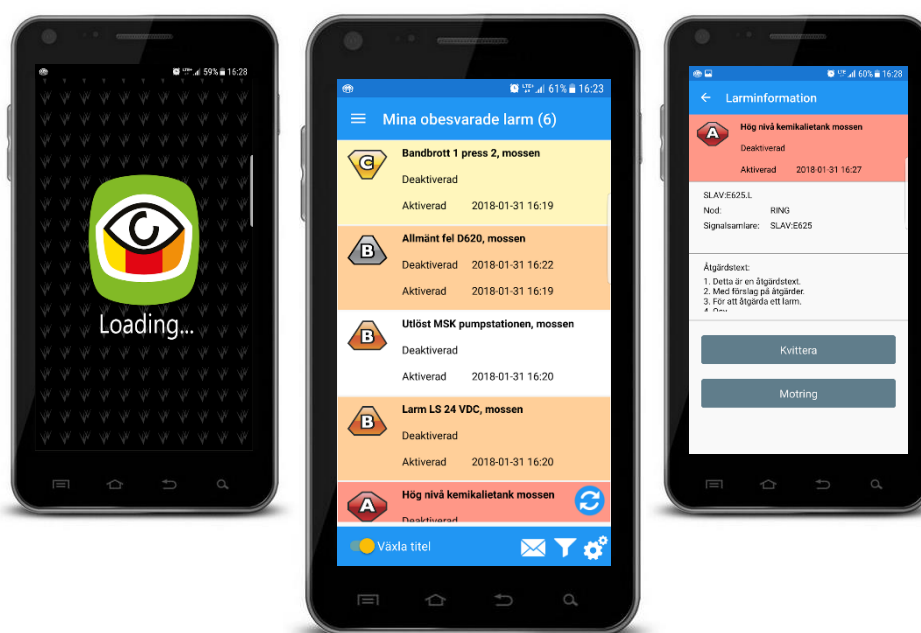 59% 16:28
Loading...
61% 16:23
Mina obesvarade larm (6)
C
Bandbrott 1 press 2, mossen
Deaktiverad
Aktiverad 2018-01-31 16:19
B
Allmänt fel D620, mossen
Deaktiverad 2018-01-31 16:22
Aktiverad 2018-01-31 16:19
B
Utlöst MSK pumpstationen, mossen
Deaktiverad
Aktiverad 2018-01-31 16:20
B
Larm LS 24 VDC, mossen
Deaktiverad
Aktiverad 2018-01-31 16:20
A
Hög nivå kemikalietank mossen
Deaktiverad
Växla titel
60% 16:28
Larminformation
A
Hög nivå kemikalietank mossen
Deaktiverad
Aktiverad 2018-01-31 16:27
SLAV:E625.L
Nod: RING
Signalsamlare: SLAV:E625
Åtgärdstext:
1. Detta är en åtgärdstext.
2. Med förslag på åtgärder.
3. För att åtgärda ett larm.
Kvittera
Motring